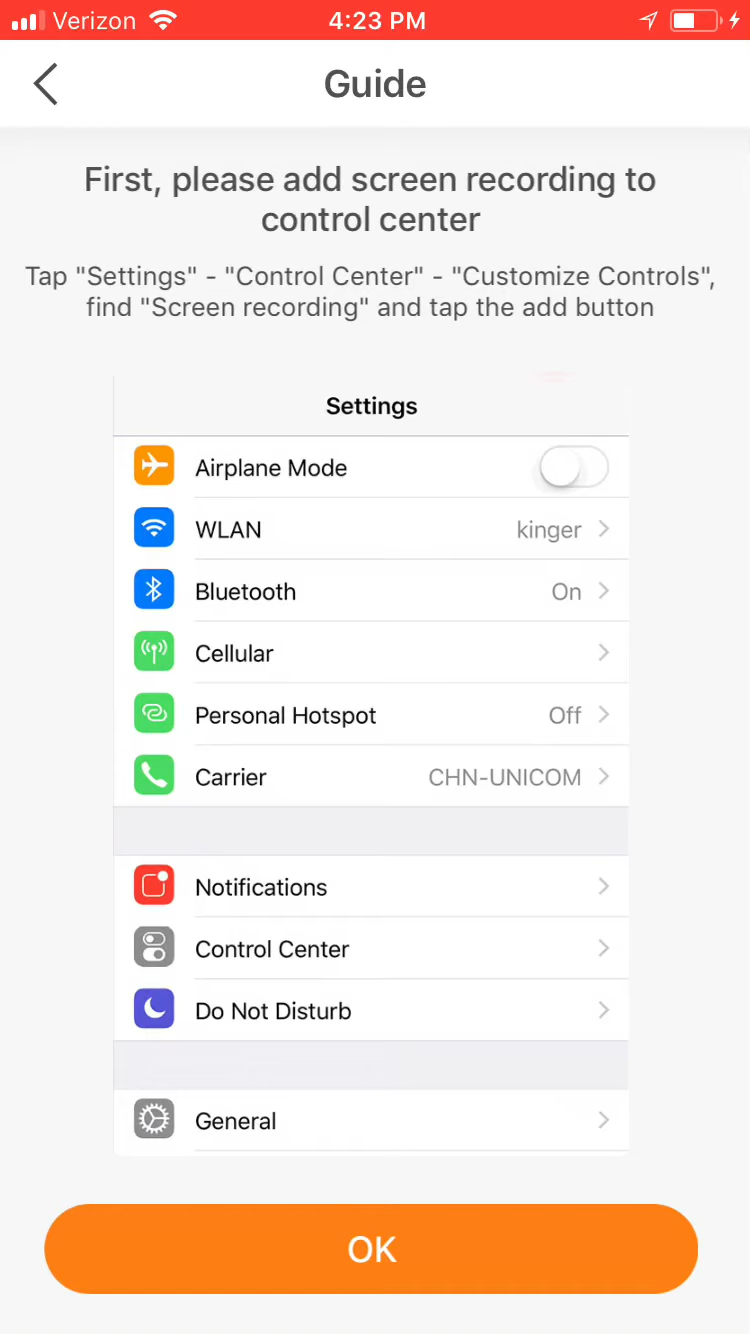 Verizon 4:23 PM
Guide
First, please add screen recording to
control center
Tap "Settings" - "Control Center" - "Customize Controls",
find "Screen recording" and tap the add button
Settings
Airplane Mode
WLAN kinger
Bluetooth On
Cellular
Personal Hotspot Off
Carrier CHN-UNICOM
Notifications
Control Center
Do Not Disturb
General
OK